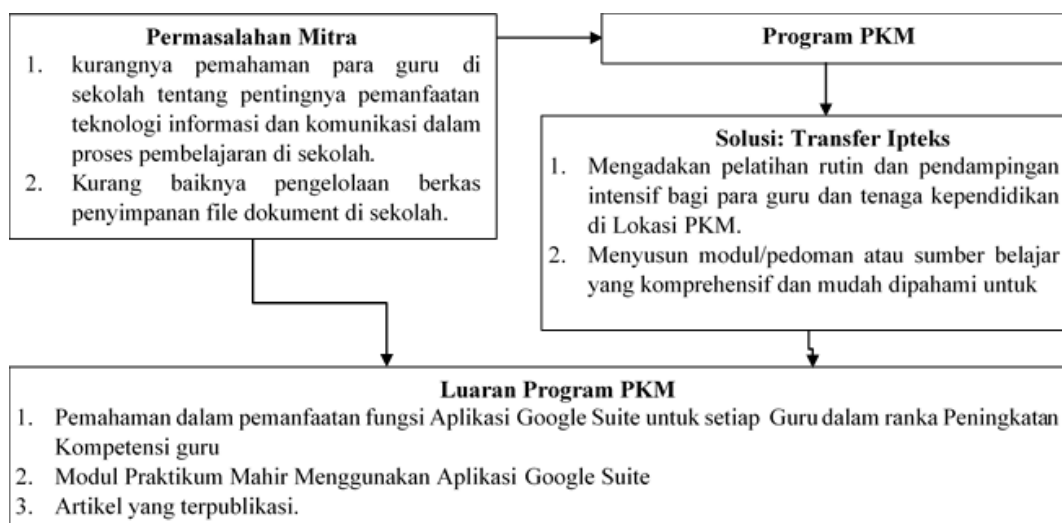 Permasalahan Mitra
1. kurangnya pemahaman para guru di
sekolah tentang pentingnya pemanfaatan
teknologi informasi dan komunikasi dalam
proses pembelajaran di sekolah.
2. Kurang baiknya pengelolaan berkas
penyimpanan file dokument di sekolah.
Program PKM
Solusi: Transfer Ipteks
1. Mengadakan pelatihan rutin dan pendampingan
intensif bagi para guru dan tenaga kependidikan
di Lokasi PKM.
2. Menyusun modul/pedoman atau sumber belajar
yang komprehensif dan mudah dipahami untuk
Luaran Program PKM
1. Pemahaman dalam pemanfaatan fungsi Aplikasi Google Suite untuk setiap Guru dalam ranka Peningkatan
Kompetensi guru
2. Modul Praktikum Mahir Menggunakan Aplikasi Google Suite
3. Artikel yang terpublikasi.